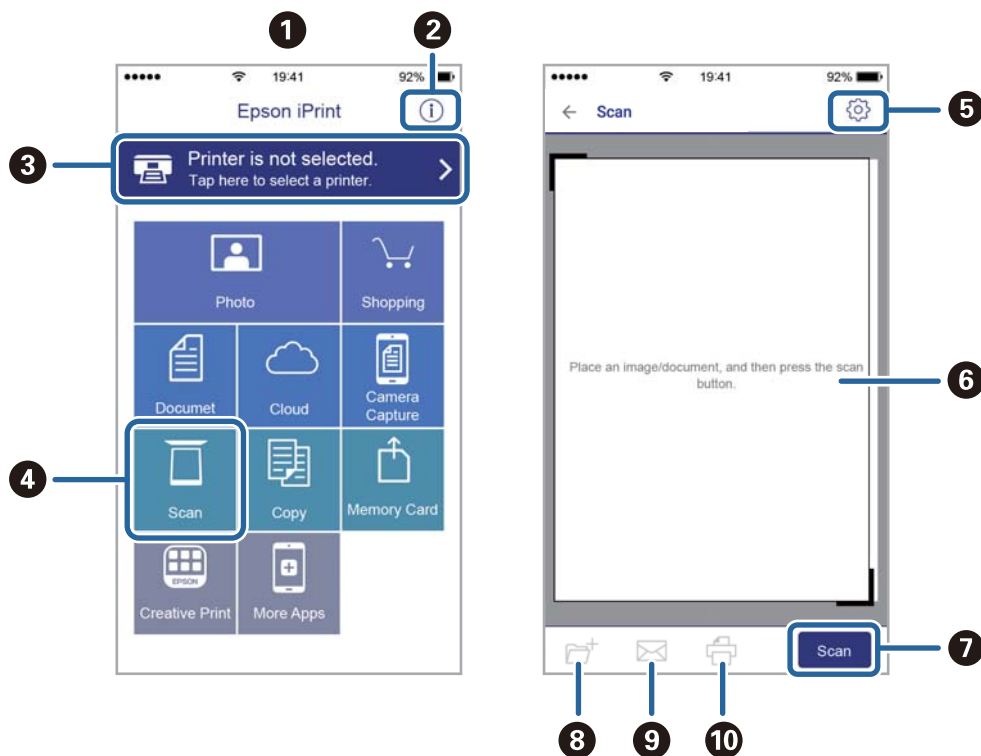 1
2
19:41
92%
Epson iPrint
i
3
Printer is not selected.
Tap here to select a printer.
Photo
Shopping
Documet
Cloud
Camera
Capture
4
Scan
Copy
Memory Card
EPSON
Creative Print
More Apps
19:41
92%
Scan
5
Place an image/document, and then press the scan
button.
6
Scan
7
8
9
10